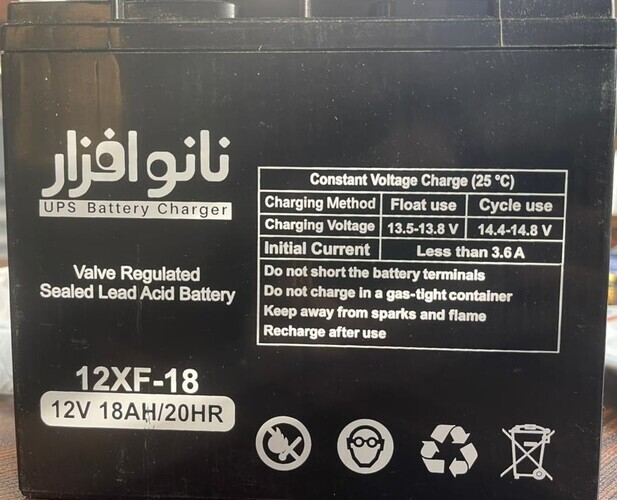 نانو افزار
UPS Battery Charger
Valve Regulated
Sealed Lead Acid Battery
12XF-18
12V 18AH/20HR
Constant Voltage Charge (25 °C)
Charging Method Float use Cycle use
Charging Voltage 13.5-13.8 V 14.4-14.8 V
Initial Current Less than 3.6 A
Do not short the battery terminals
Do not charge in a gas-tight container
Keep away from sparks and flame
Recharge after use